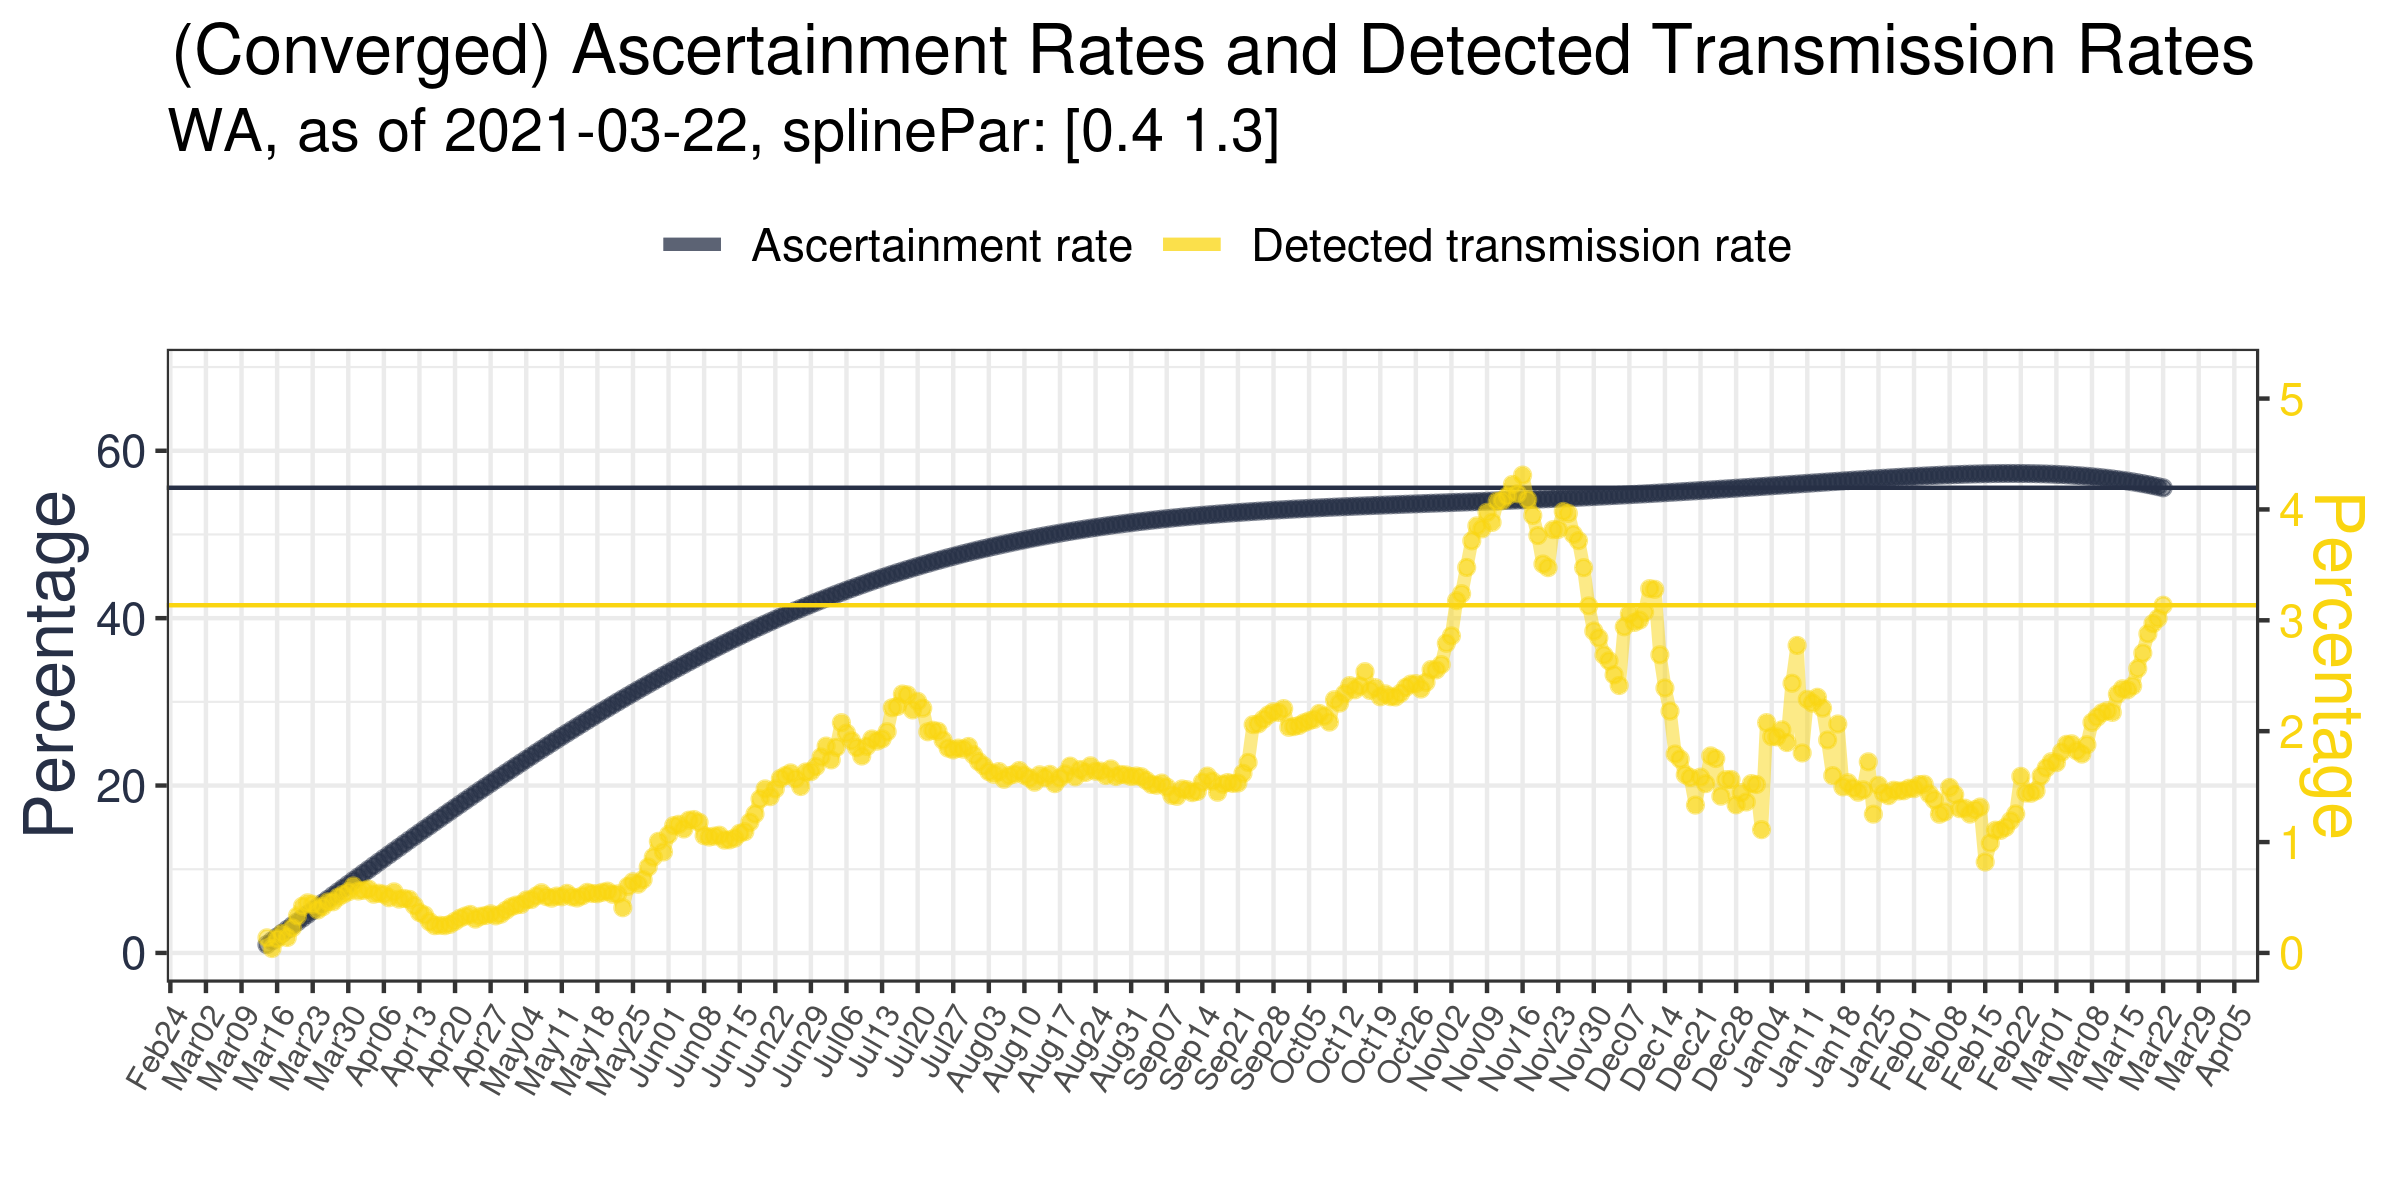 (Converged) Ascertainment Rates and Detected Transmission Rates
WA, as of 2021-03-22, splinePar: [0.4 1.3]
Ascertainment rate Detected transmission rate
Percentage
60
40
20
0
5
4
3
2
1
0
Percentage
Feb24 Mar02 Mar09 Mar16 Mar23 Mar30 Apr06 Apr13 Apr20 Apr27 May04 May11 May18 May25 Jun01 Jun08 Jun15 Jun22 Jun29 Jul06 Jul13 Jul20 Jul27 Aug03 Aug10 Aug17 Aug24 Aug31 Sep07 Sep14 Sep21 Sep28 Oct05 Oct12 Oct19 Oct26 Nov02 Nov09 Nov16 Nov23 Nov30 Dec07 Dec14 Dec21 Dec28 Jan04 Jan11 Jan18 Jan25 Feb01 Feb08 Feb15 Feb22 Mar01 Mar08 Mar15 Mar22 Mar29 Apr05